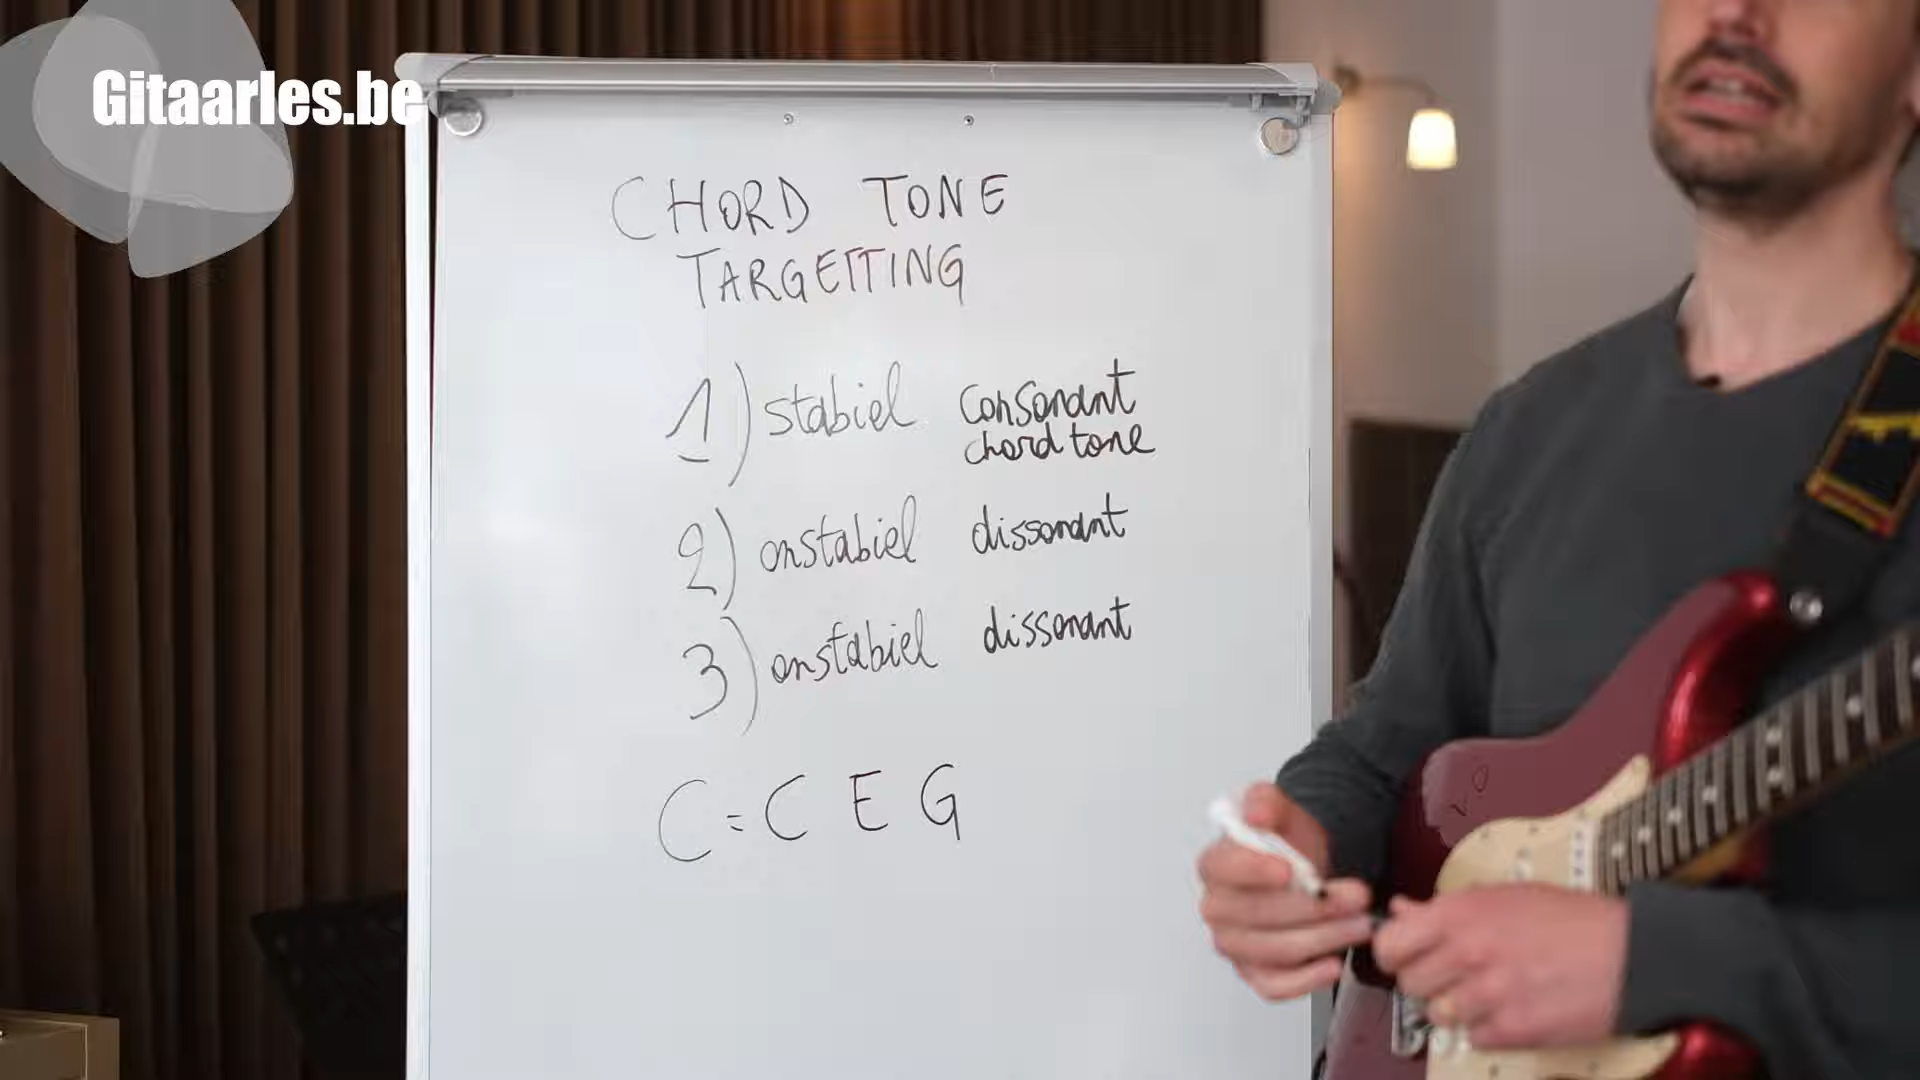 Gitaarles.be
CHORD TONE
TARGETTING
1) stabiel consonant
chord tone
2) onstabiel dissonant
3) onstabiel dissonant
C = C E G